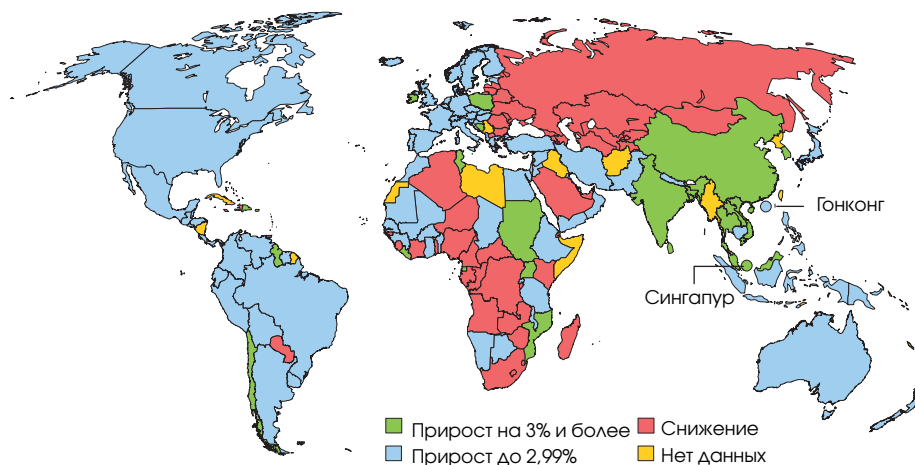 Гонконг
Сингапур
Прирост на 3% и более
Снижение
Прирост до 2,99%
Нет данных